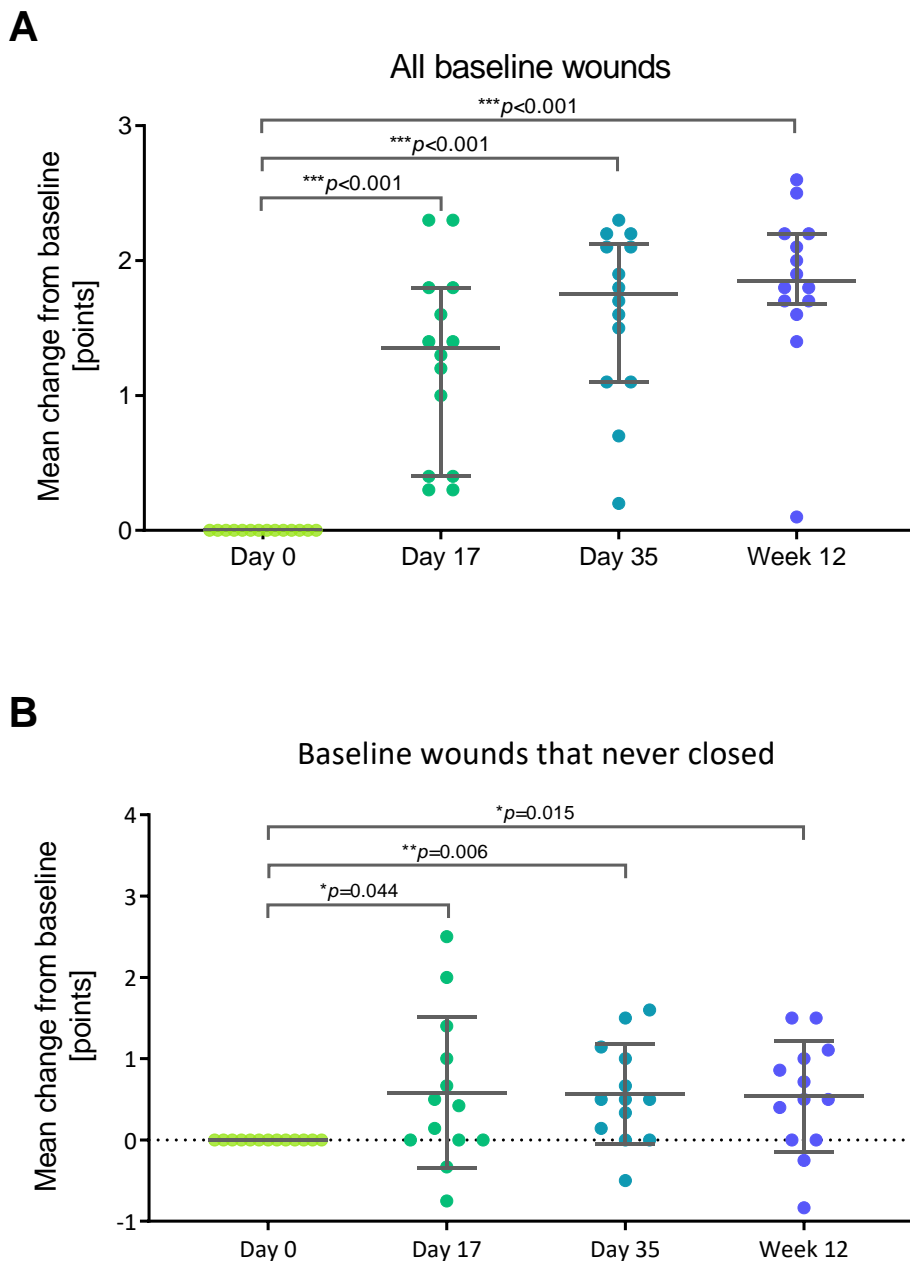 A
All baseline wounds
***p<0.001
***p<0.001
***p<0.001
Mean change from baseline
[points]
3
2
1
0
Day 0
Day 17
Day 35
Week 12
B
Baseline wounds that never closed
*p=0.015
**p=0.006
*p=0.044
Mean change from baseline
[points]
4
3
2
1
0
-1
Day 0
Day 17
Day 35
Week 12